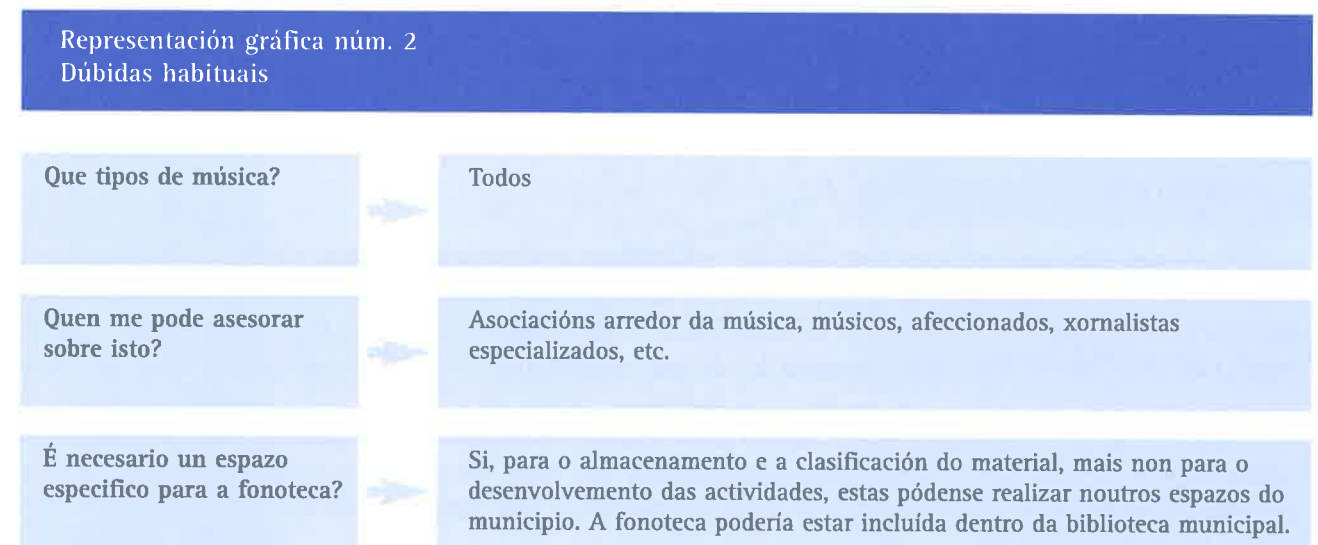 Representación gráfica núm. 2
Dúbidas habituais
Que tipos de música?
Todos
Quen me pode asesorar
sobre isto?
Asociacións arredor da música, músicos, afeccionados, xornalistas
especializados, etc.
É necesario un espazo
especifico para a fonoteca?
Si, para o almacenamento e a clasificación do material, mais non para o
desenvolvemento das actividades, estas pódense realizar noutros espazos do
municipio. A fonoteca podería estar incluída dentro da biblioteca municipal.